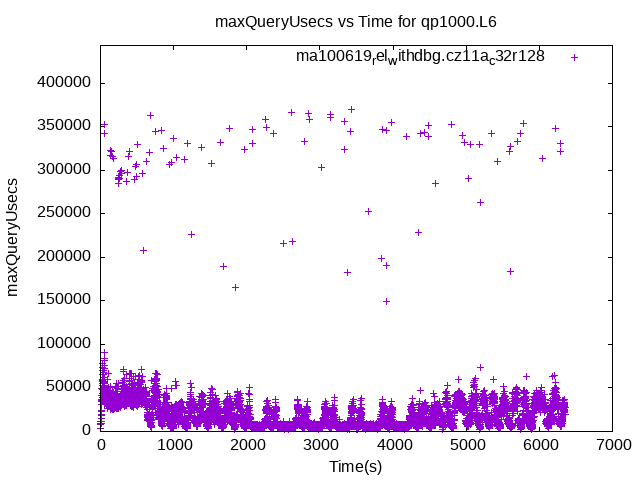 maxQueryUsecs vs Time for qp1000.L6
ma100619relwithdbg.cz11ac32r128
400000
350000
300000
250000
200000
150000
100000
50000
0
maxQueryUsecs
0 1000 2000 3000 4000 5000 6000 7000
Time(s)